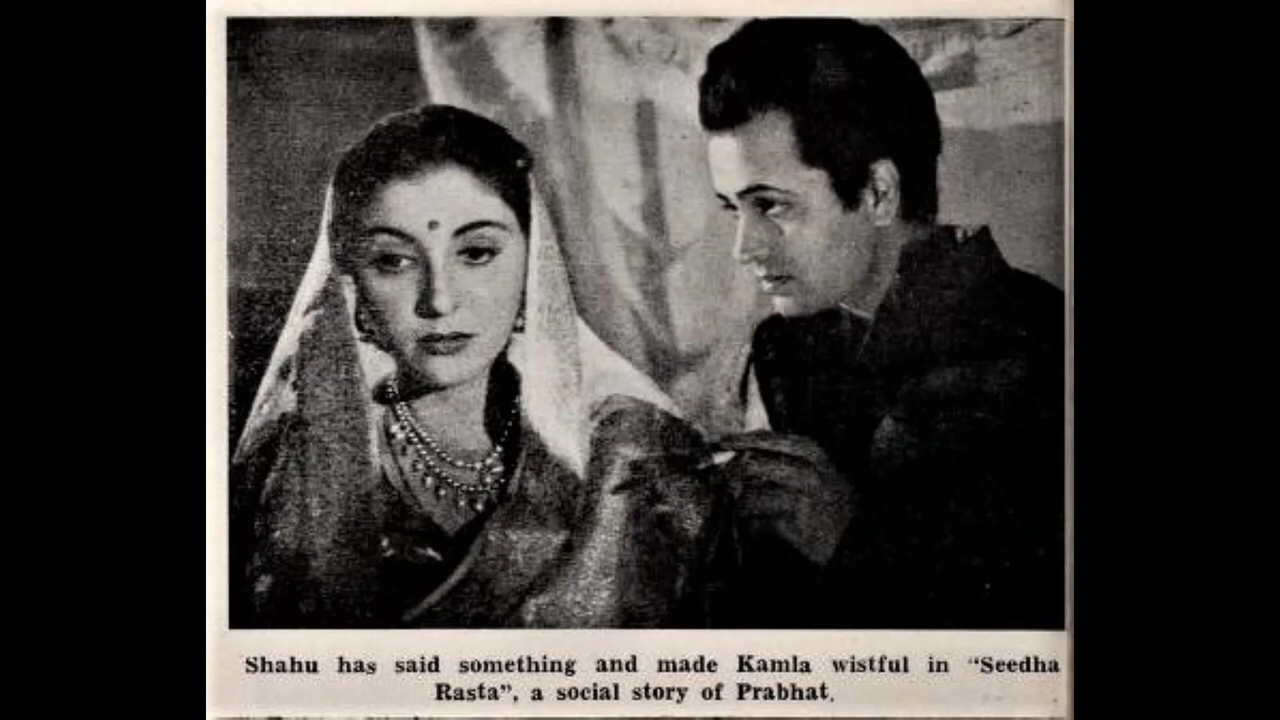 Shahu has said something and made Kamla wistful in "Seedha
Rasta", a social story of Prabhat.